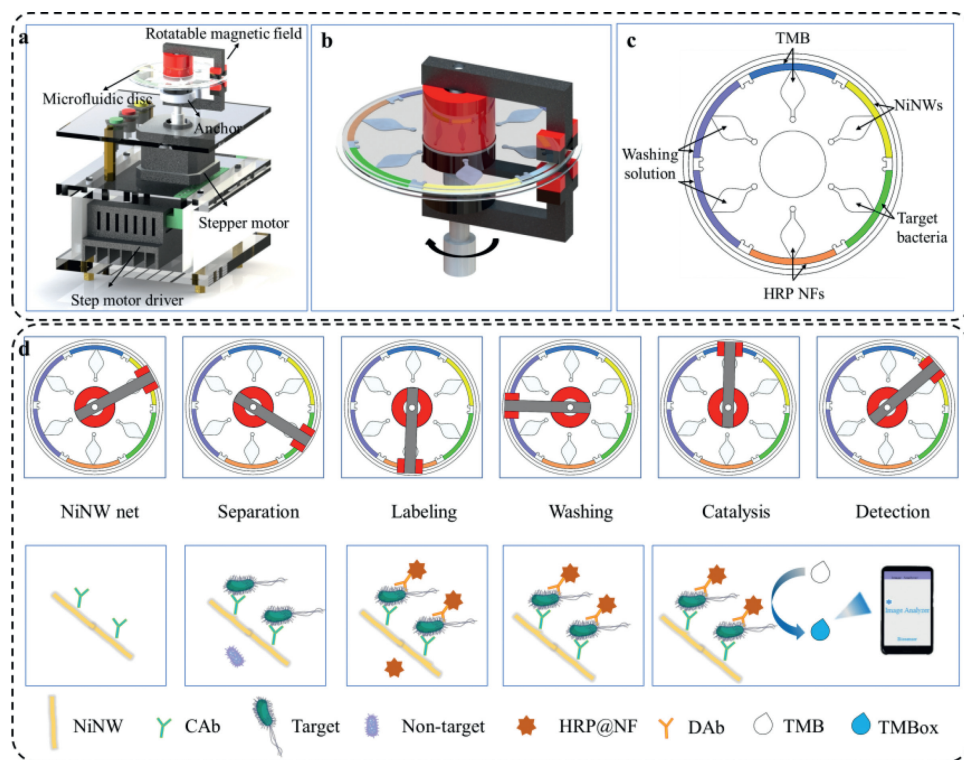 a
Rotatable magnetic field
Microfluidic disc
Anchor
Stepper motor
Step motor driver
b
c
TMB
NiNWs
Washing
solution
Target
bacteria
HRP NFs
d
NiNW net
Separation
Labeling
Washing
Catalysis
Detection
Image Analyze
NiNW
CAb
Target
Non-target
HRP@NF
DAb
TMB
TMBox